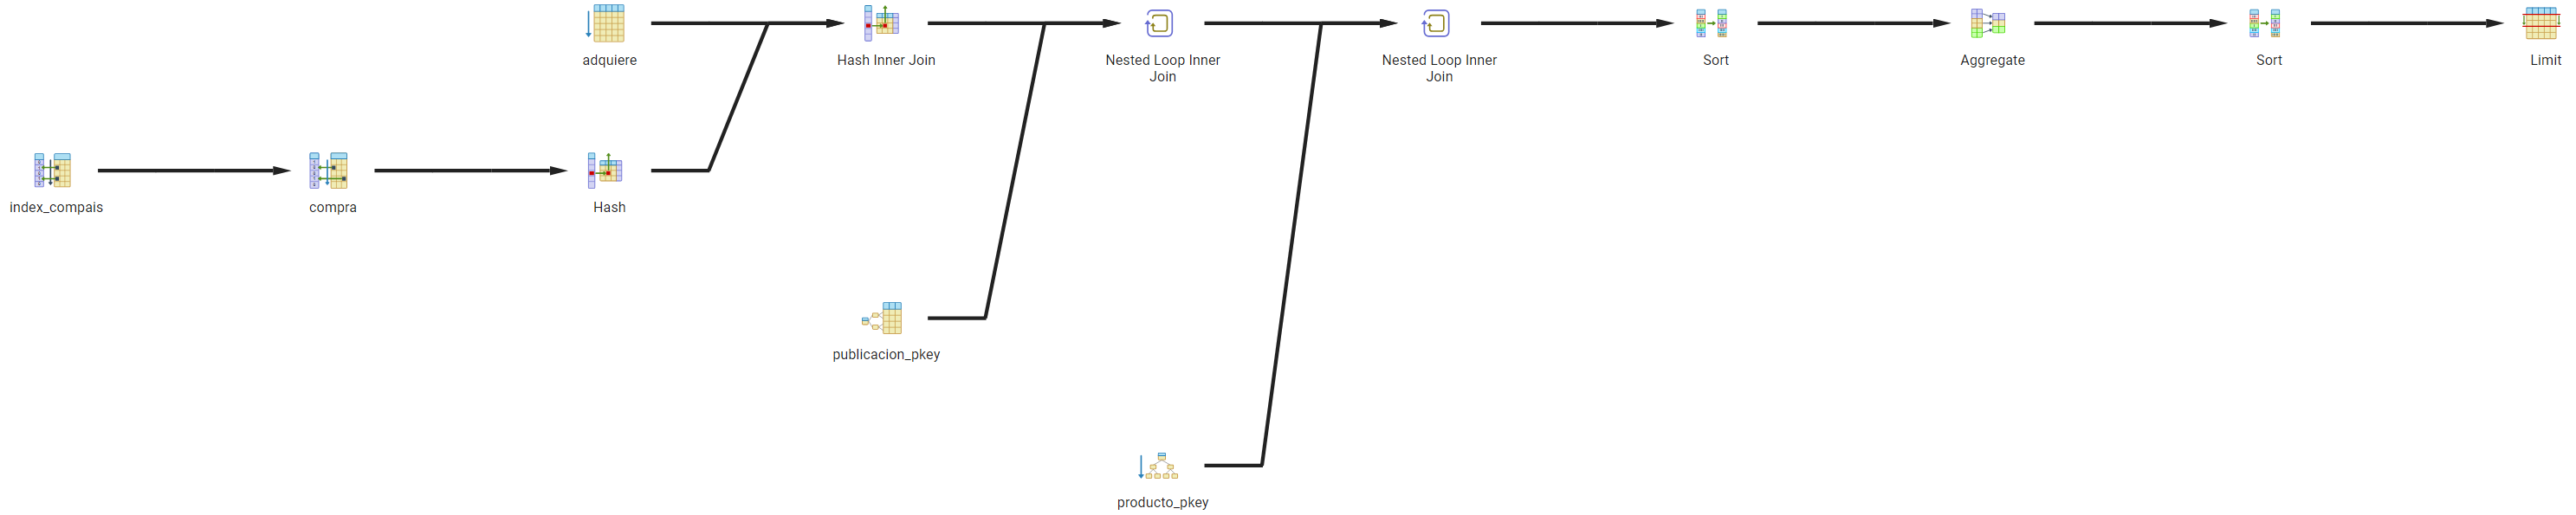 adquiere
Hash Inner Join
Nested Loop Inner
Join
Nested Loop Inner
Join
Sort
Aggregate
Sort
Limit
index_compais
compra
Hash
publicacion_pkey
producto_pkey